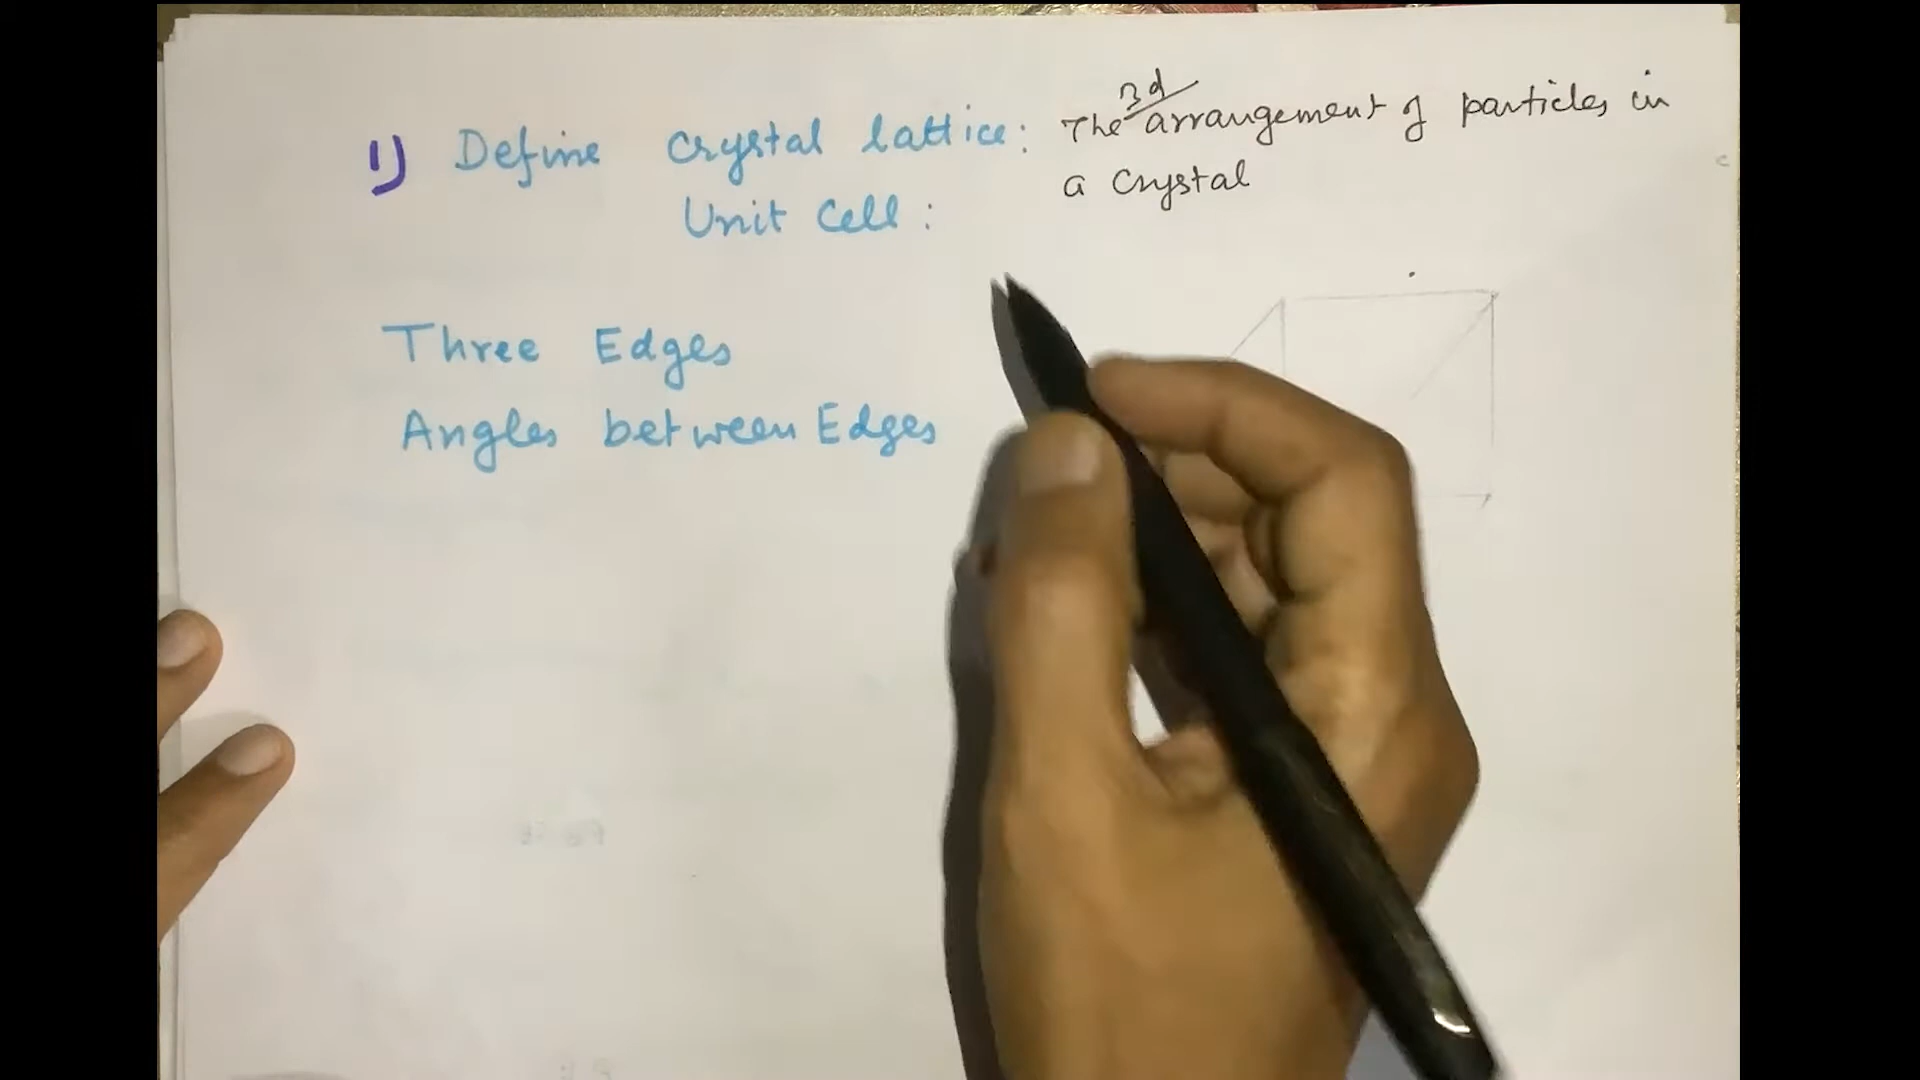 1) Define Crystal lattice: The 3d arrangement of particles in
a Crystal
Unit Cell:
Three Edges
Angles between Edges